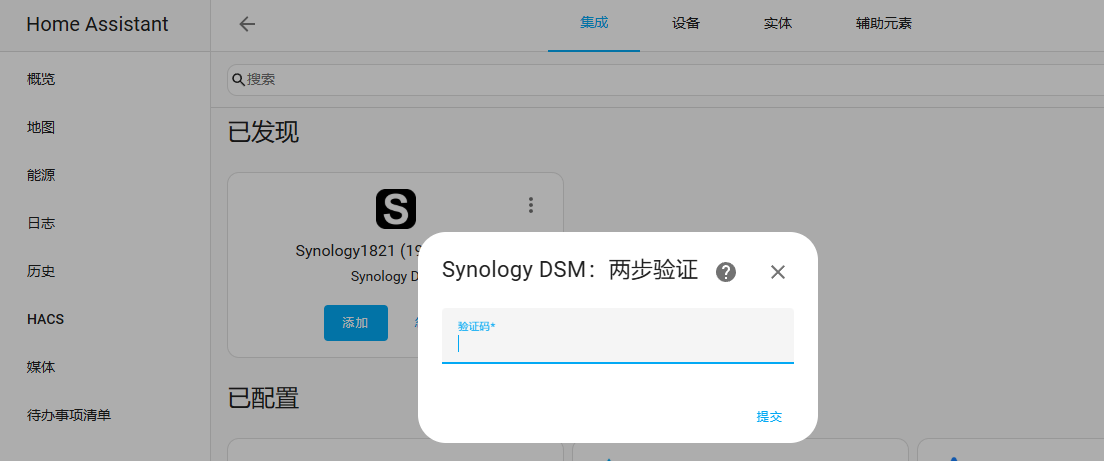 Home Assistant
集成
设备
实体
辅助元素
概览
地图
能源
日志
历史
HACS
媒体
待办事项清单
搜索
已发现
S
Synology1821 (19
Synology D
添加
Synology DSM：两步验证
?
验证码*
提交
已配置